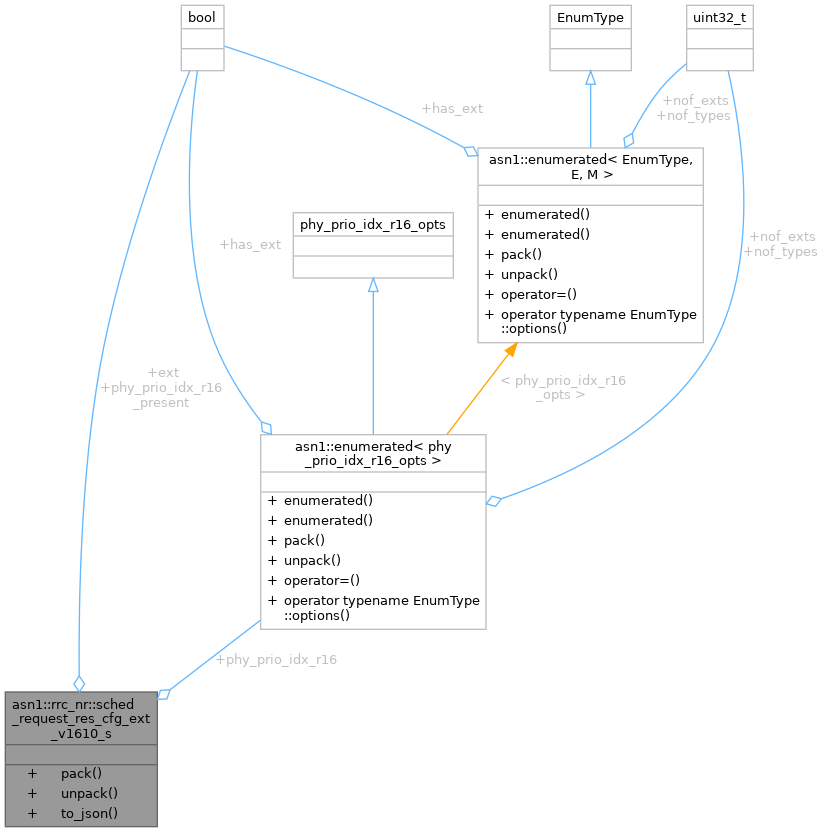 bool
EnumType
uint32_t
+nof_exts
+nof_types
+has_ext
asn1::enumerated< EnumType,
E, M >
+ enumerated()
+ enumerated()
+ pack()
+ unpack()
+ operator=()
+ operator typename EnumType
::options()
phy_prio_idx_r16_opts
+has_ext
+nof_exts
+nof_types
+ext
+phy_prio_idx_r16
_present
< phy_prio_idx_r16
_opts >
asn1::enumerated< phy
_prio_idx_r16_opts >
+ enumerated()
+ enumerated()
+ pack()
+ unpack()
+ operator=()
+ operator typename EnumType
::options()
+phy_prio_idx_r16
asn1::rrc_nr::sched
_request_res_cfg_ext
_v1610_s
+ pack()
+ unpack()
+ to_json()